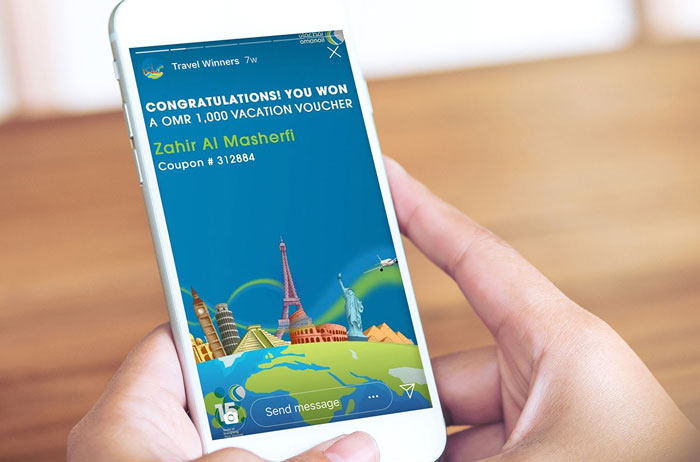 Travel Winners 7w
CONGRATULATIONS! YOU WON
A OMR 1,000 VACATION VOUCHER
Zahir Al Masherfi
Coupon # 312884
15
Send message